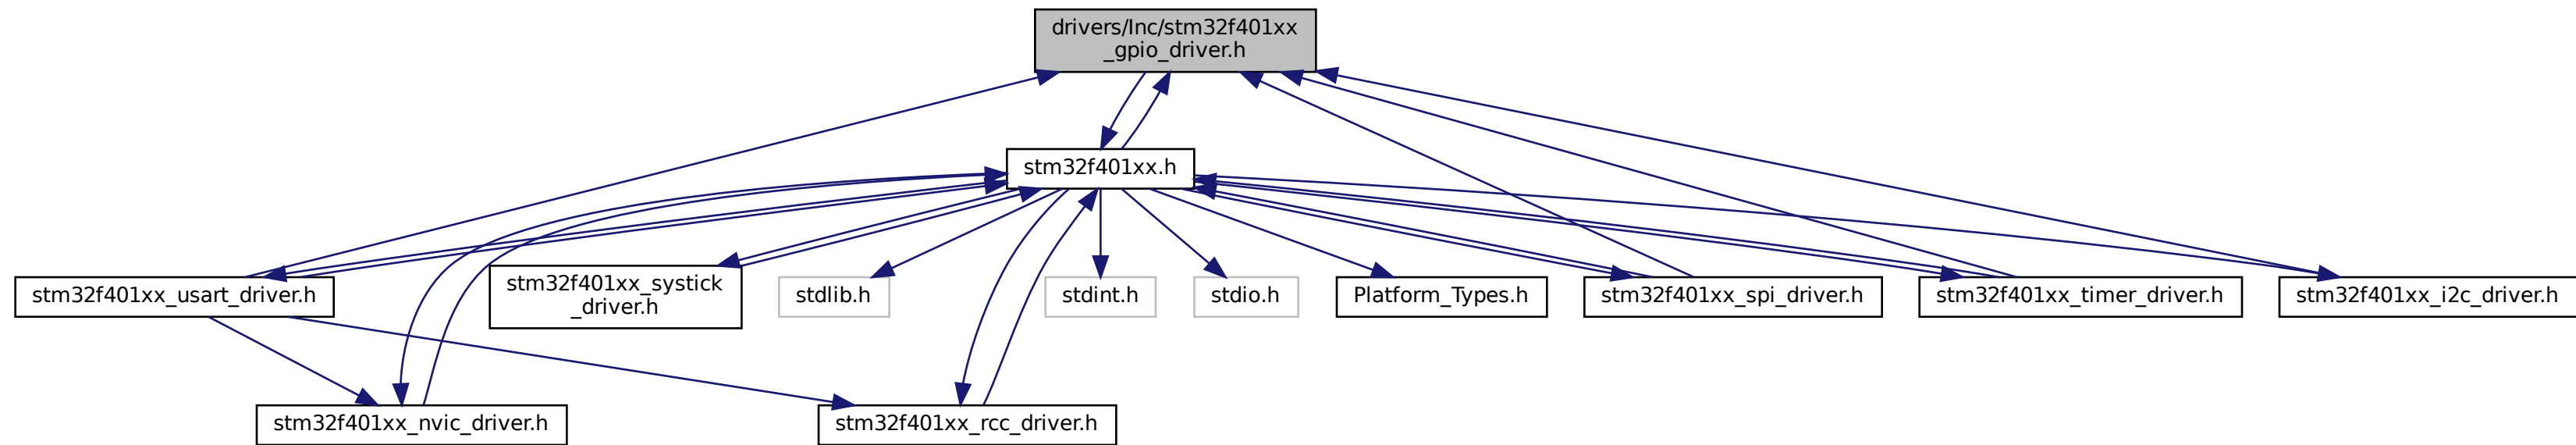 drivers/Inc/stm32f401xx
_gpio_driver.h
stm32f401xx.h
stm32f401xx_usart_driver.h
stm32f401xx_systick
_driver.h
stdlib.h
stdint.h
stdio.h
Platform_Types.h
stm32f401xx_spi_driver.h
stm32f401xx_timer_driver.h
stm32f401xx_i2c_driver.h
stm32f401xx_nvic_driver.h
stm32f401xx_rcc_driver.h